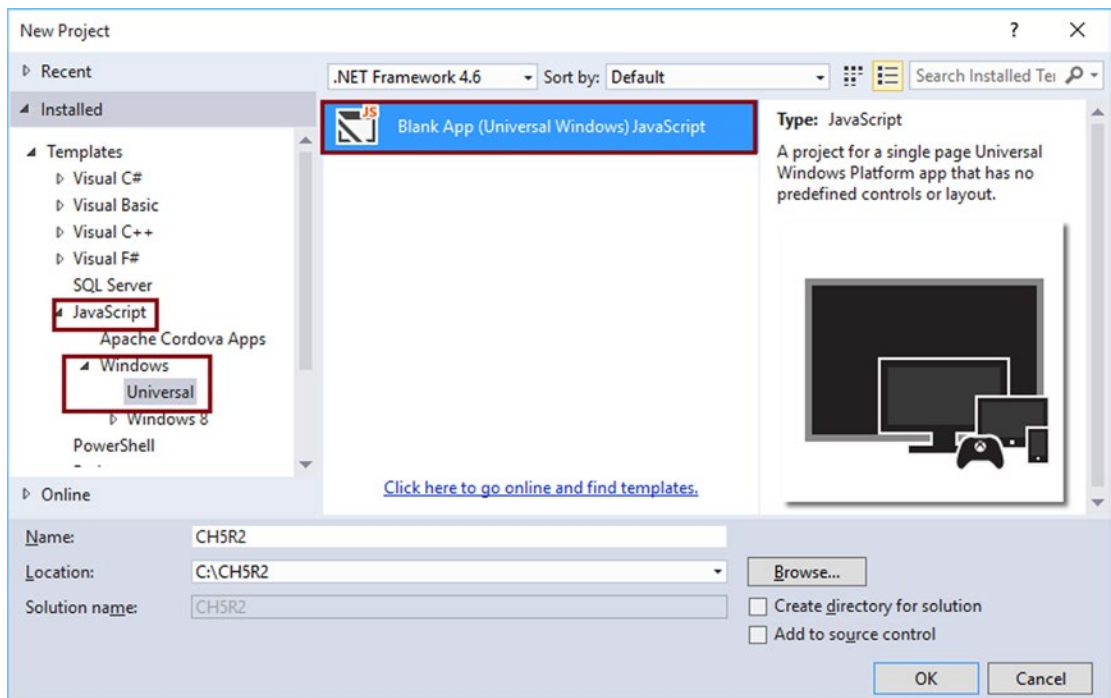 New Project
?
Recent
.NET Framework 4.6
Sort by:
Default
Search Installed Te
Installed
Templates
Visual C#
Visual Basic
Visual C++
Visual F#
SQL Server
JavaScript
Apache Cordova Apps
Windows
Universal
Windows 8
PowerShell
Online
JS
Blank App (Universal Windows) JavaScript
Click here to go online and find templates.
Type: JavaScript
A project for a single page Universal
Windows Platform app that has no
predefined controls or layout.
Name:
CH5R2
Location:
C:\CH5R2
Browse...
Solution name:
CH5R2
Create directory for solution
Add to source control
OK
Cancel